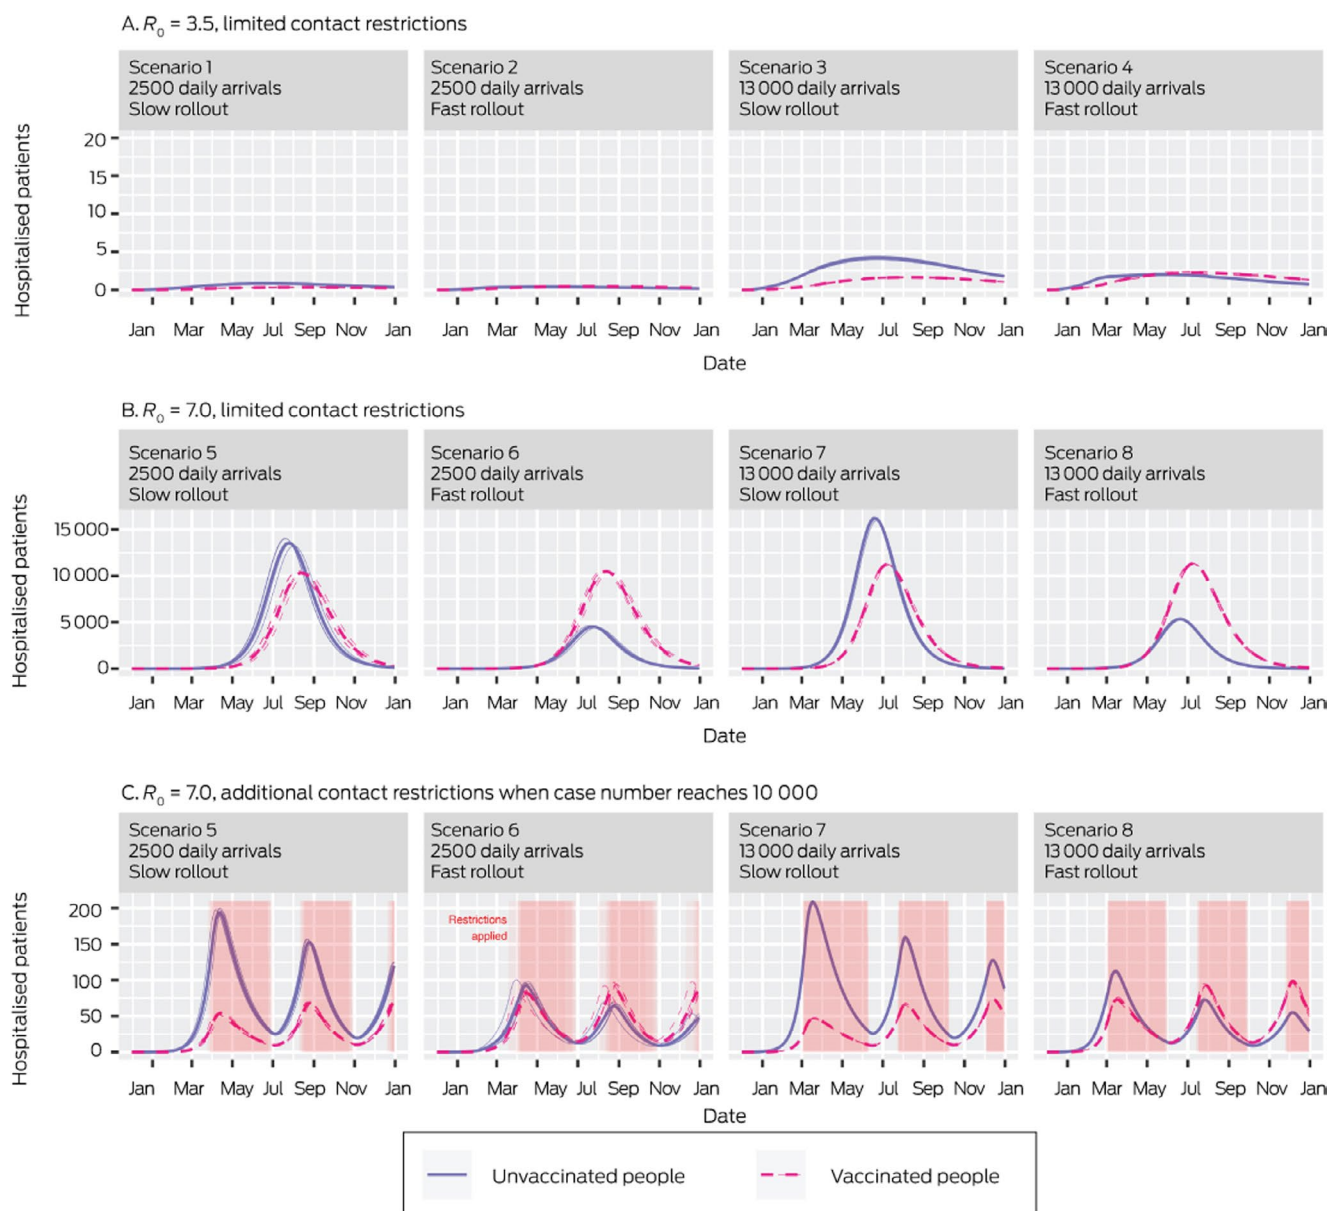 A. R0 = 3.5, limited contact restrictions
Scenario 1
2500 daily arrivals
Slow rollout
Scenario 2
2500 daily arrivals
Fast rollout
Scenario 3
13 000 daily arrivals
Slow rollout
Scenario 4
13 000 daily arrivals
Fast rollout
Hospitalised patients
20
15
10
5
0
Jan Mar May Jul Sep Nov Jan
Jan Mar May Jul Sep Nov Jan
Jan Mar May Jul Sep Nov Jan
Jan Mar May Jul Sep Nov Jan
Date
B. R0 = 7.0, limited contact restrictions
Scenario 5
2500 daily arrivals
Slow rollout
Scenario 6
2500 daily arrivals
Fast rollout
Scenario 7
13 000 daily arrivals
Slow rollout
Scenario 8
13 000 daily arrivals
Fast rollout
Hospitalised patients
15 000
10 000
5 000
0
Jan Mar May Jul Sep Nov Jan
Jan Mar May Jul Sep Nov Jan
Jan Mar May Jul Sep Nov Jan
Jan Mar May Jul Sep Nov Jan
Date
C. R0 = 7.0, additional contact restrictions when case number reaches 10 000
Scenario 5
2500 daily arrivals
Slow rollout
Scenario 6
2500 daily arrivals
Fast rollout
Scenario 7
13 000 daily arrivals
Slow rollout
Scenario 8
13 000 daily arrivals
Fast rollout
Hospitalised patients
200
150
100
50
0
Restrictions
applied
Jan Mar May Jul Sep Nov Jan
Jan Mar May Jul Sep Nov Jan
Jan Mar May Jul Sep Nov Jan
Jan Mar May Jul Sep Nov Jan
Date
Unvaccinated people
Vaccinated people